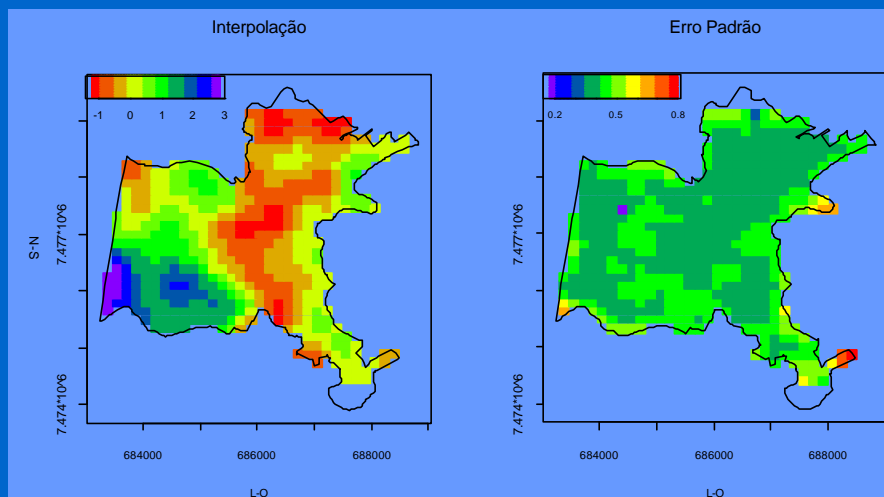 Interpolação
-1 0 1 2 3
S-N
7.477*10^6
7.474*10^6
684000 686000 688000
L-O
Erro Padrão
0.2 0.5 0.8
7.477*10^6
7.474*10^6
684000 686000 688000
L-O